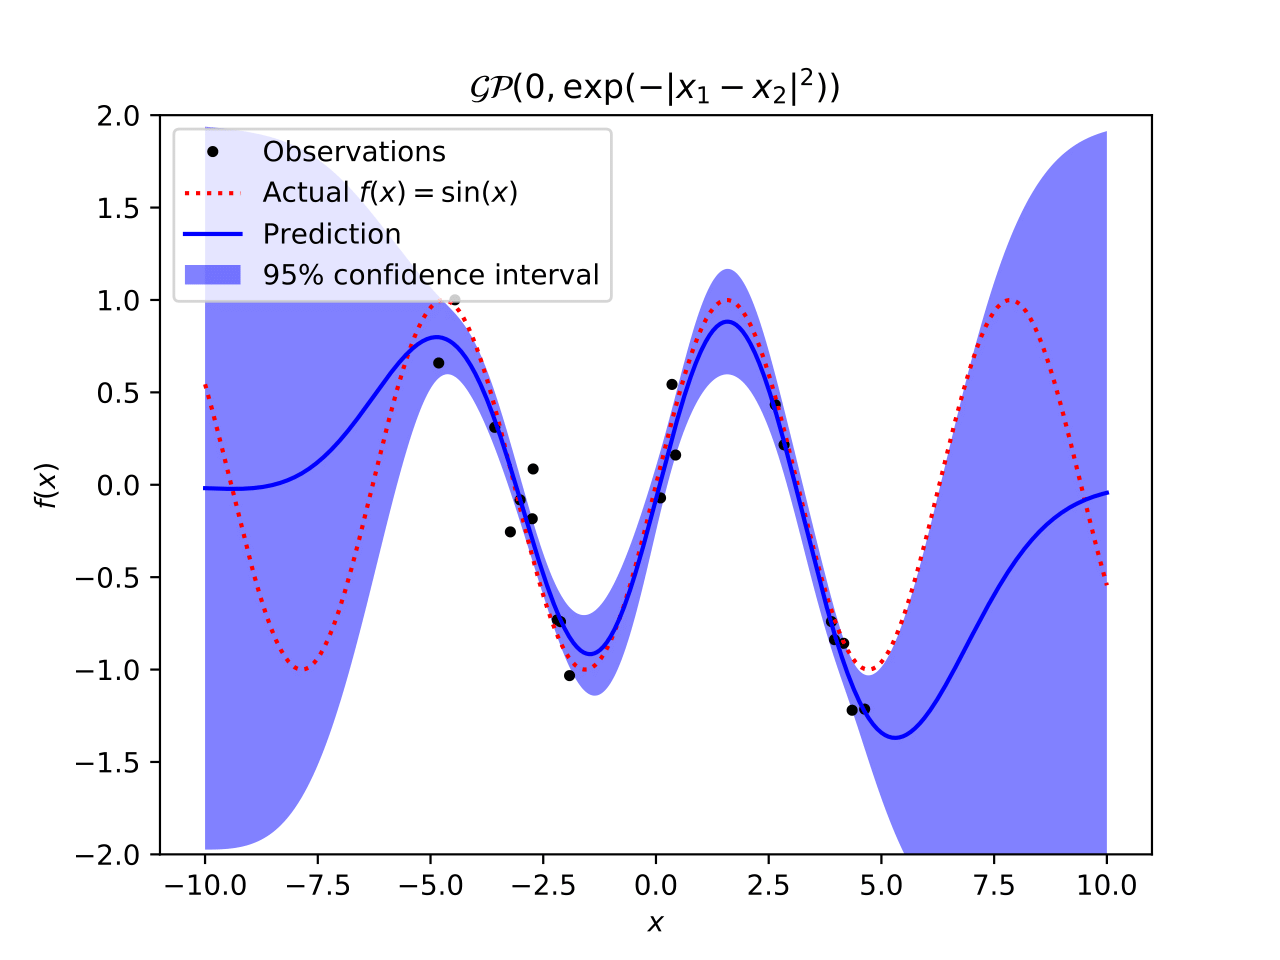 𝒢𝒫(0, exp(−|x₁ − x₂|²))
Observations
Actual f(x) = sin(x)
Prediction
95% confidence interval
2.0
1.5
1.0
0.5
0.0
−0.5
−1.0
−1.5
−2.0
f(x)
−10.0 −7.5 −5.0 −2.5 0.0 2.5 5.0 7.5 10.0
x